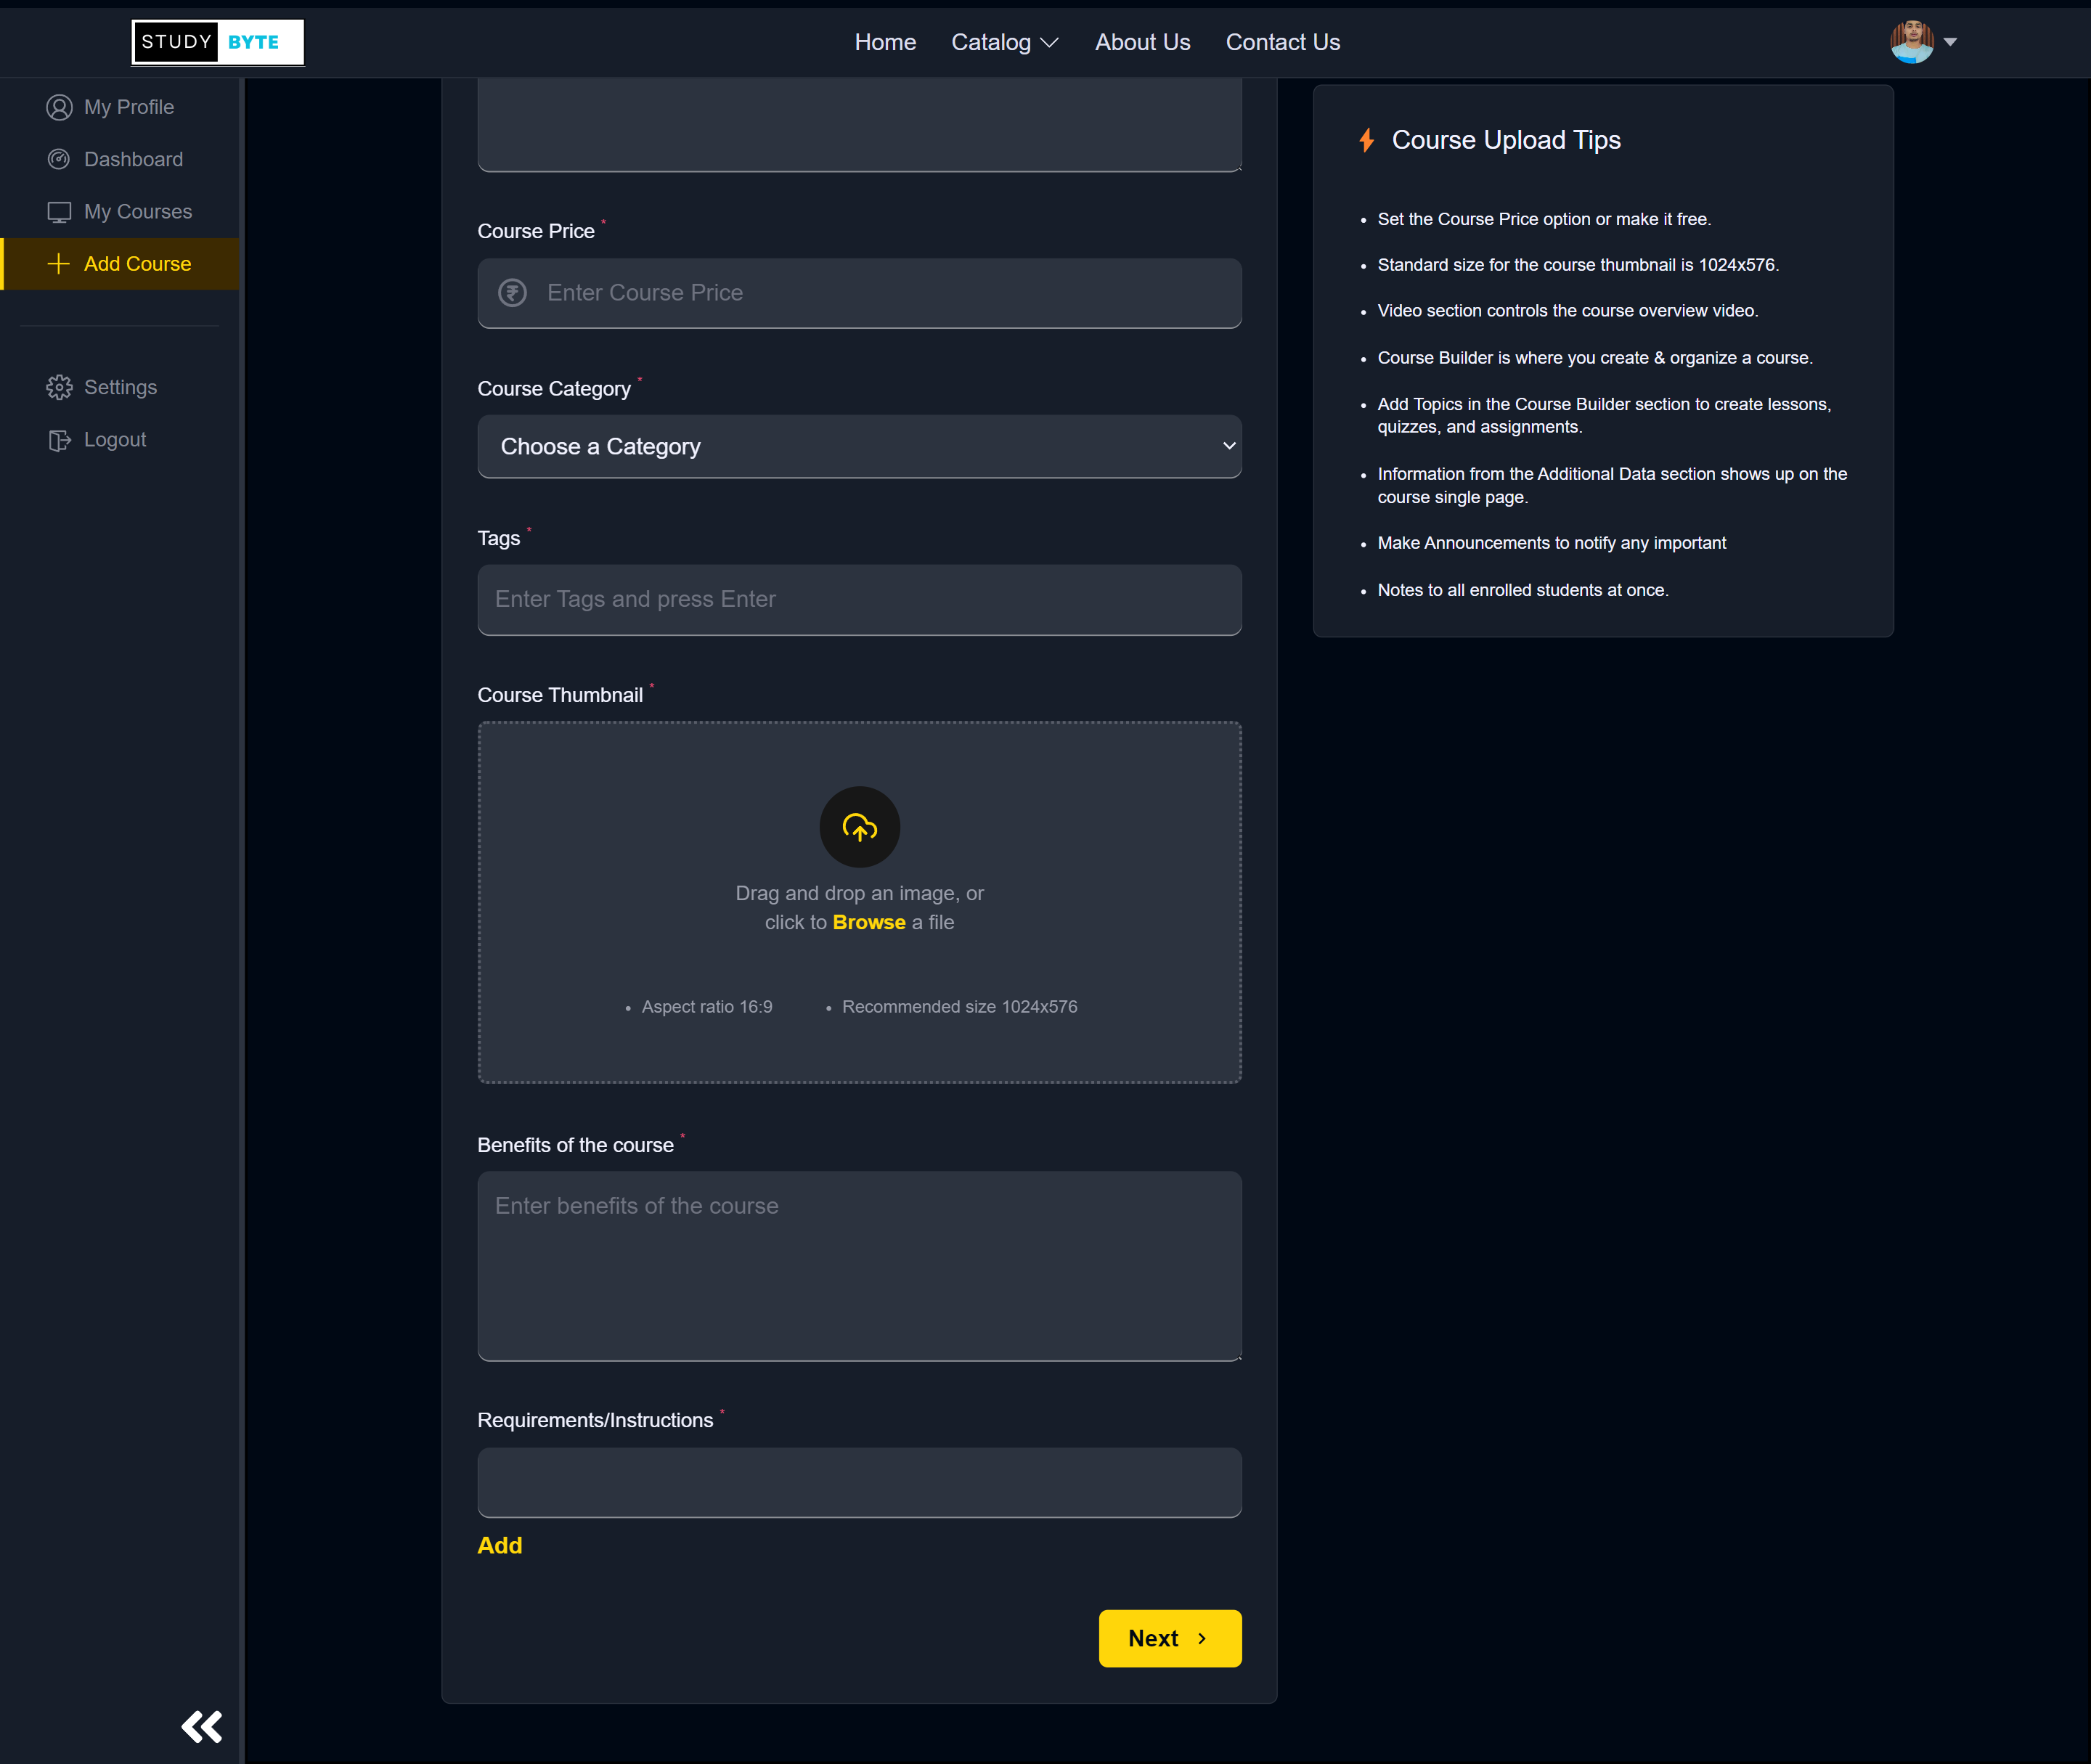 STUDY BYTE
Home Catalog About Us Contact Us
My Profile
Dashboard
My Courses
Add Course
Settings
Logout
Course Price *
Enter Course Price
Course Category *
Choose a Category
Tags *
Enter Tags and press Enter
Course Thumbnail *
Drag and drop an image, or
click to Browse a file
• Aspect ratio 16:9 • Recommended size 1024x576
Benefits of the course *
Enter benefits of the course
Requirements/Instructions *
Add
Next
Course Upload Tips
• Set the Course Price option or make it free.
• Standard size for the course thumbnail is 1024x576.
• Video section controls the course overview video.
• Course Builder is where you create & organize a course.
• Add Topics in the Course Builder section to create lessons,
quizzes, and assignments.
• Information from the Additional Data section shows up on the
course single page.
• Make Announcements to notify any important
• Notes to all enrolled students at once.